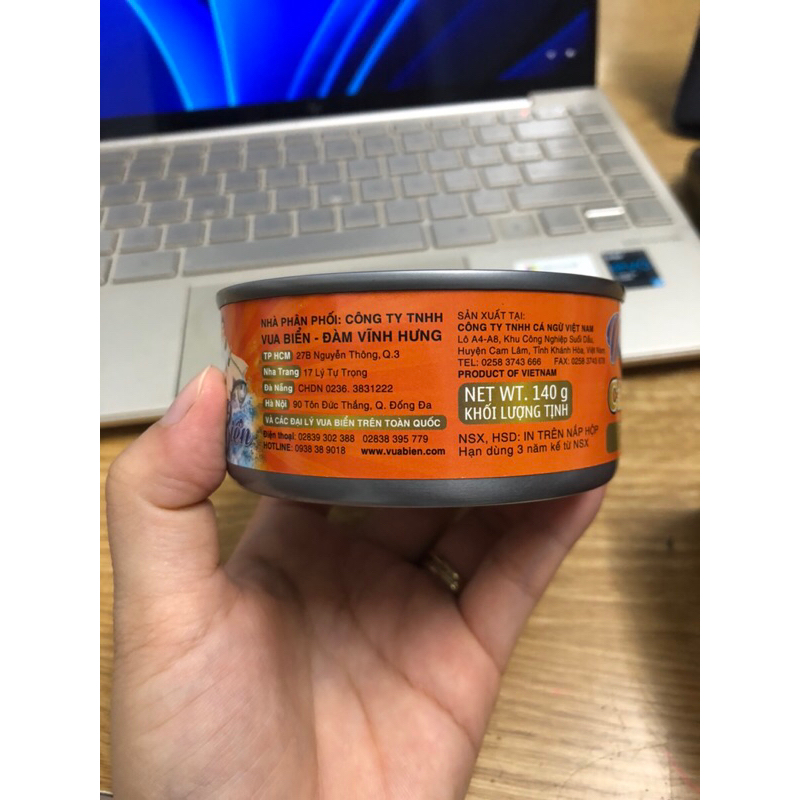 NHÀ PHÂN PHỐI: CÔNG TY TNHH
VUA BIỂN - ĐÀM VĨNH HƯNG
TP HCM 27B Nguyễn Thông, Q.3
Nha Trang 17 Lý Tự Trọng
Đà Nẵng CHDN 0236. 3831222
Hà Nội 90 Tôn Đức Thắng, Q. Đống Đa
VÀ CÁC ĐẠI LÝ VUA BIỂN TRÊN TOÀN QUỐC
Điện thoại: 02839 302 388 02838 395 779
HOTLINE: 0938 38 9018 www.vuabien.com
SẢN XUẤT TẠI:
CÔNG TY TNHH CÁ NGỪ VIỆT NAM
Lô A4-A8, Khu Công Nghiệp Suối Dầu,
Huyện Cam Lâm, Tỉnh Khánh Hòa, Việt Nam
TEL: 0258 3743 666 FAX: 0258 3743
PRODUCT OF VIETNAM
NET WT. 140 g
KHỐI LƯỢNG TỊNH
NSX, HSD: IN TRÊN NẮP HỘP
Hạn dùng 3 năm kể từ NSX